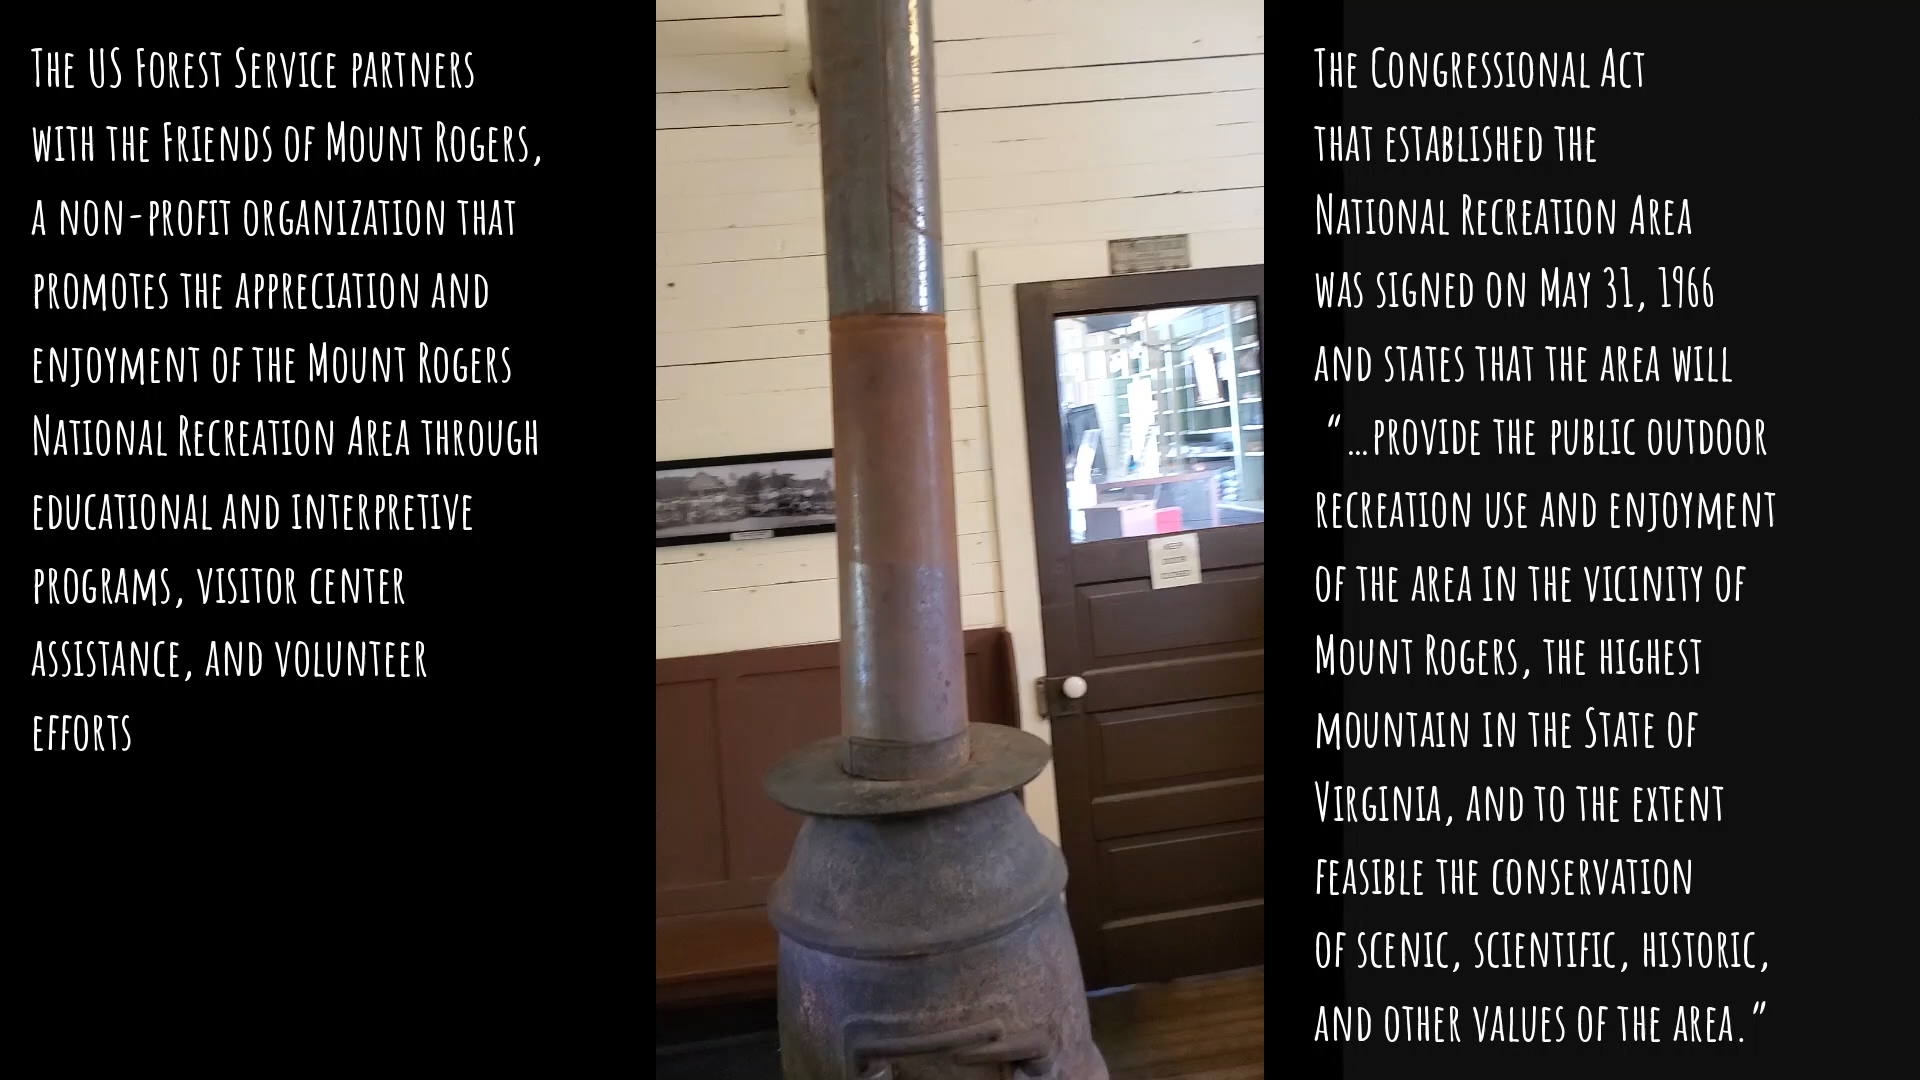 The US Forest Service partners
with the Friends of Mount Rogers,
a non-profit organization that
promotes the appreciation and
enjoyment of the Mount Rogers
National Recreation Area through
educational and interpretive
programs, visitor center
assistance, and volunteer
efforts
KEEP
DOOR
CLOSED
The Congressional Act
that established the
National Recreation Area
was signed on May 31, 1966
and states that the area will
“…provide the public outdoor
recreation use and enjoyment
of the area in the vicinity of
Mount Rogers, the highest
mountain in the State of
Virginia, and to the extent
feasible the conservation
of scenic, scientific, historic,
and other values of the area.”